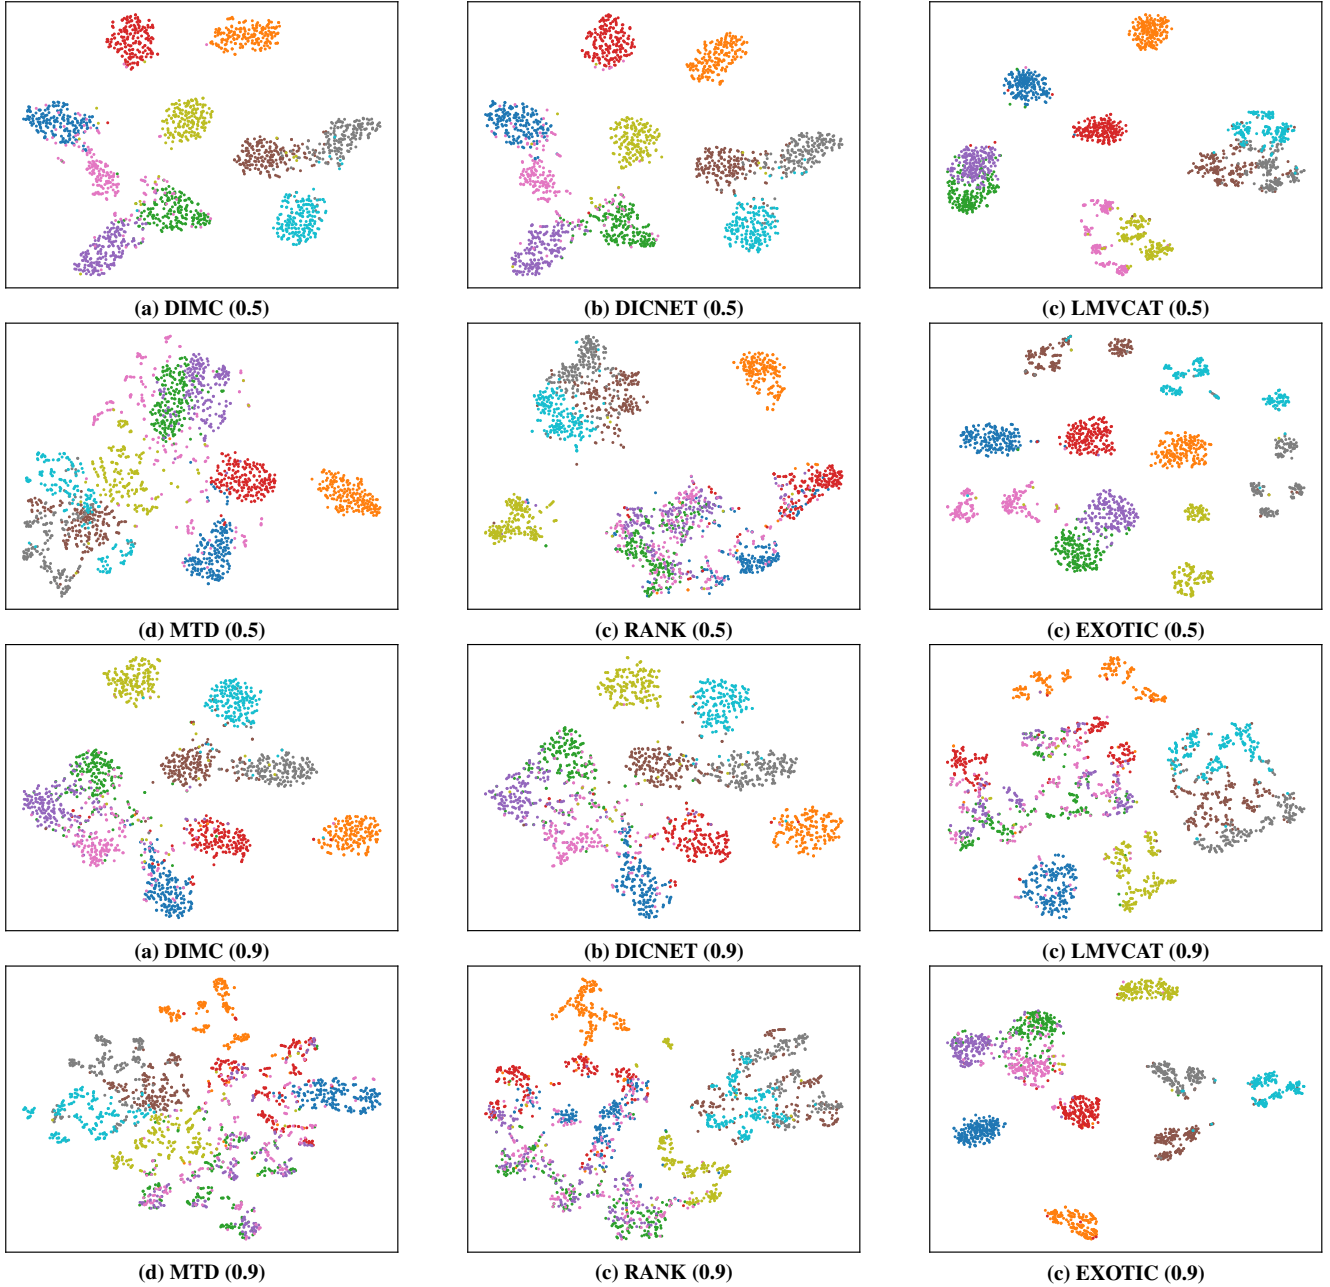 (a) DIMC (0.5)
(b) DICNET (0.5)
(c) LMVCAT (0.5)
(d) MTD (0.5)
(c) RANK (0.5)
(c) EXOTIC (0.5)
(a) DIMC (0.9)
(b) DICNET (0.9)
(c) LMVCAT (0.9)
(d) MTD (0.9)
(c) RANK (0.9)
(c) EXOTIC (0.9)